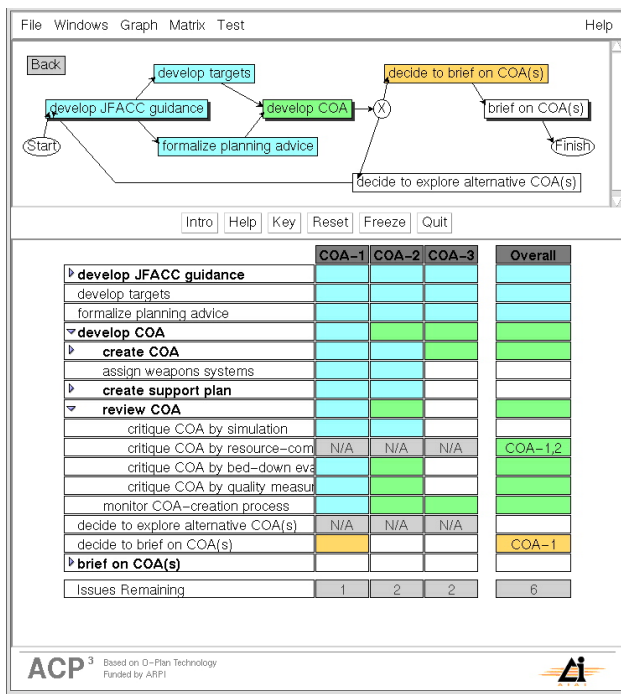 File Windows Graph Matrix Test Help
Back
develop targets
decide to brief on COA(s)
develop JFACC guidance
develop COA
X
brief on COA(s)
Start
formalize planning advice
Finish
decide to explore alternative COA(s)
Intro Help Key Reset Freeze Quit
COA-1 COA-2 COA-3 Overall
develop JFACC guidance
develop targets
formalize planning advice
develop COA
create COA
assign weapons systems
create support plan
review COA
critique COA by simulation
critique COA by resource-com N/A N/A N/A COA-1,2
critique COA by bed-down eva
critique COA by quality measur
monitor COA-creation process
decide to explore alternative COA(s) N/A N/A N/A
decide to brief on COA(s) COA-1
brief on COA(s)
Issues Remaining 1 2 2 6
ACP3 Based on O-Plan Technology
Funded by ARPI